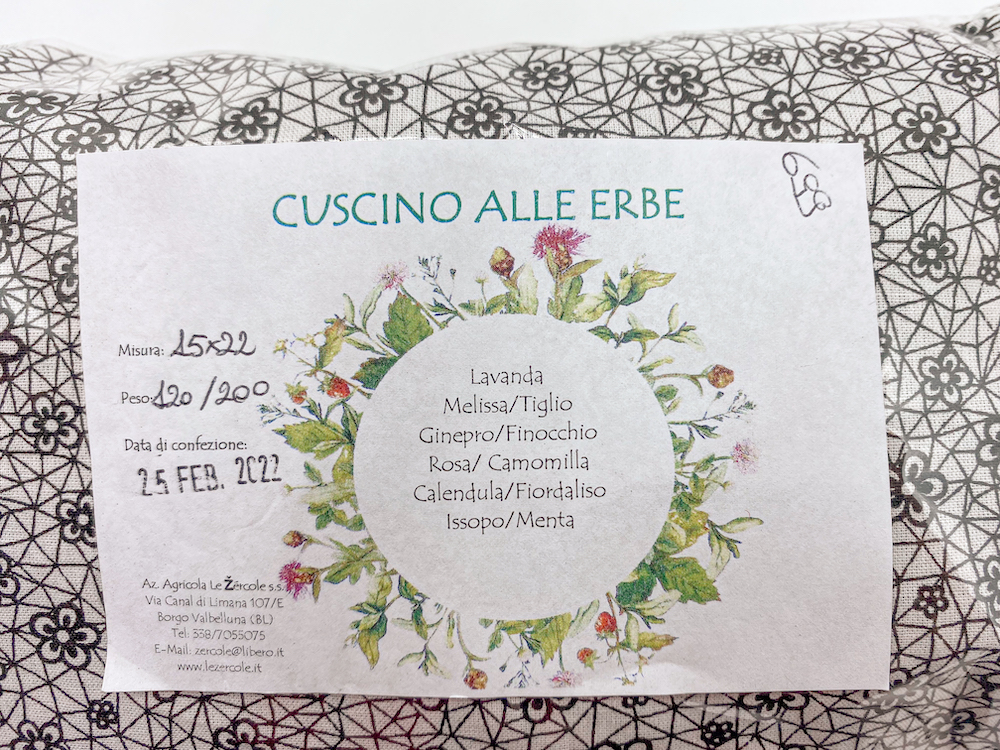 CUSCINO ALLE ERBE
Misura: 15x22
Peso: 120/200
Data di confezione:
25 FEB. 2022
Lavanda
Melissa/Tiglio
Ginepro/Finocchio
Rosa/ Camomilla
Calendula/Fiordaliso
Issopo/Menta
Az. Agricola Le Žercole s.s.
Via Canal di Limana 107/E
Borgo Valbelluna (BL)
Tel: 338/7055075
E-Mail: zercole@libero.it
www.lezercole.it